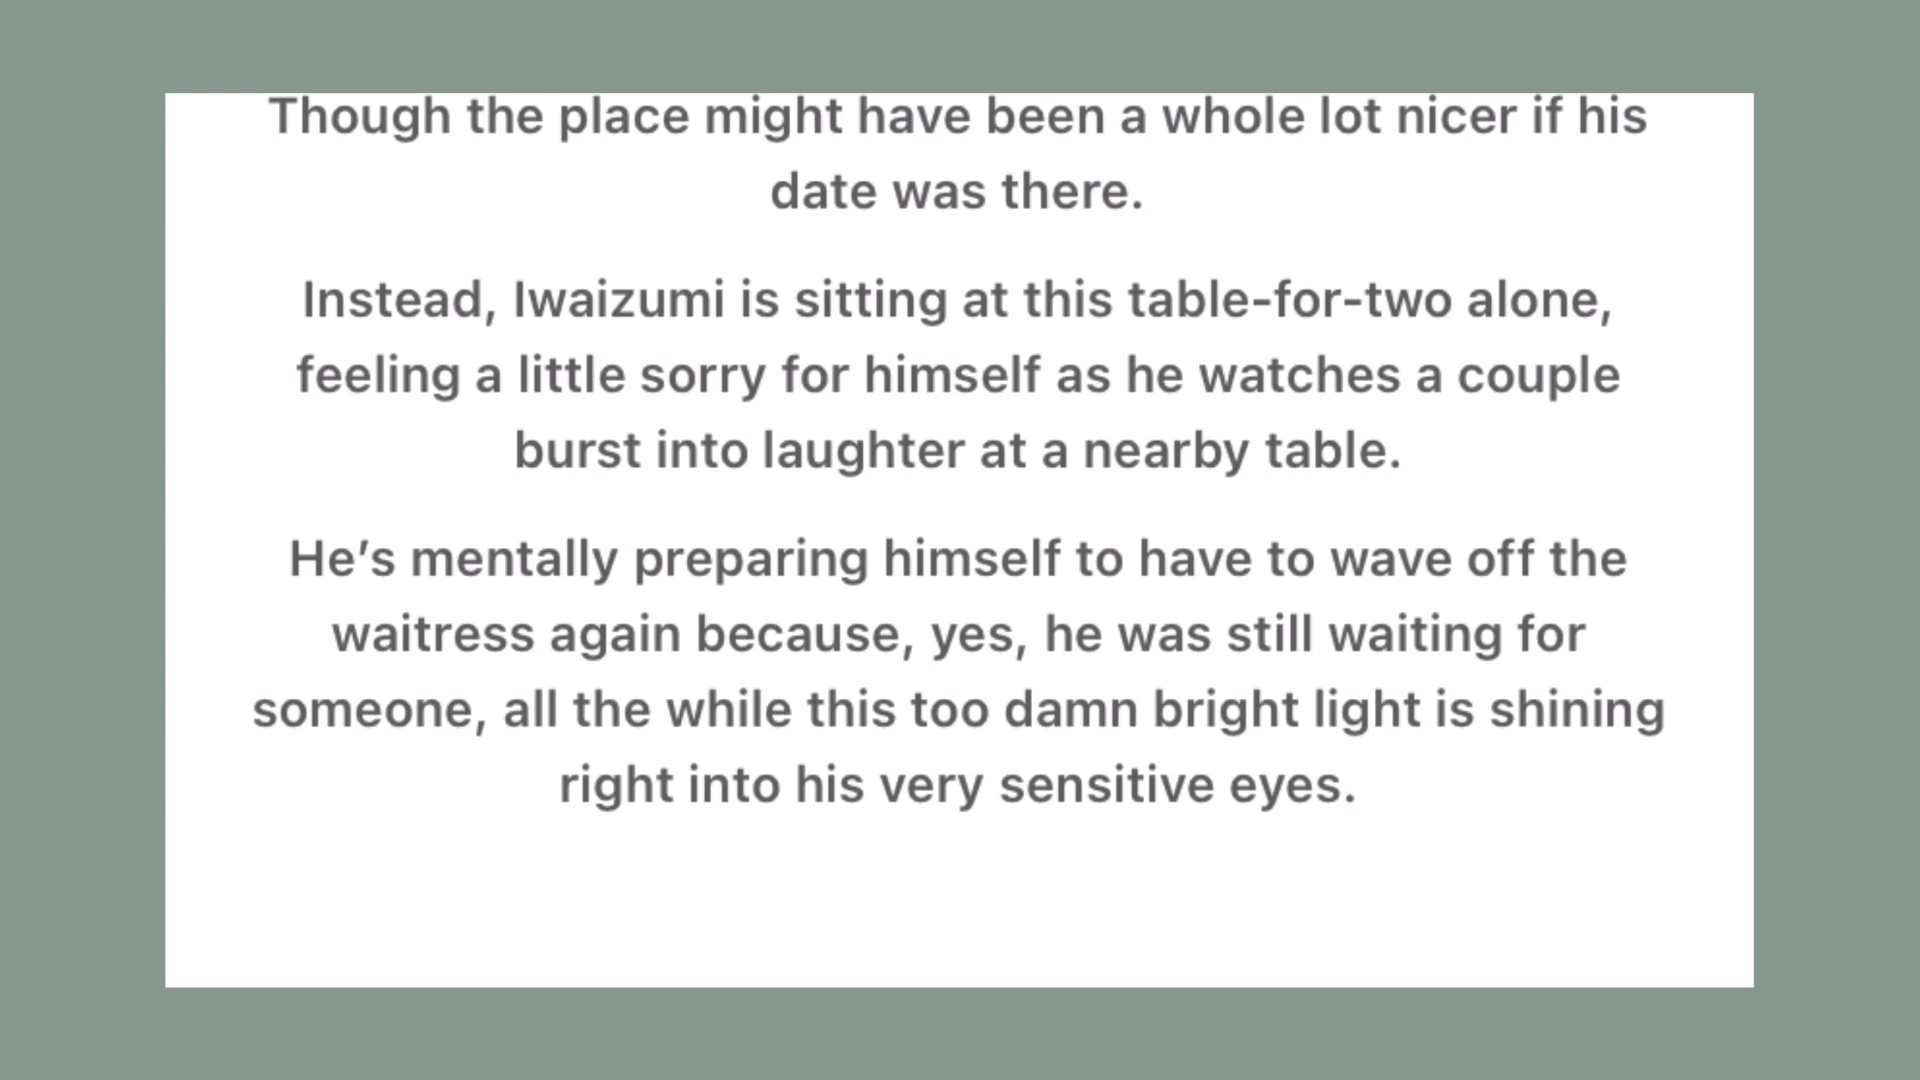 Though the place might have been a whole lot nicer if his
date was there.
Instead, Iwaizumi is sitting at this table-for-two alone,
feeling a little sorry for himself as he watches a couple
burst into laughter at a nearby table.
He’s mentally preparing himself to have to wave off the
waitress again because, yes, he was still waiting for
someone, all the while this too damn bright light is shining
right into his very sensitive eyes.